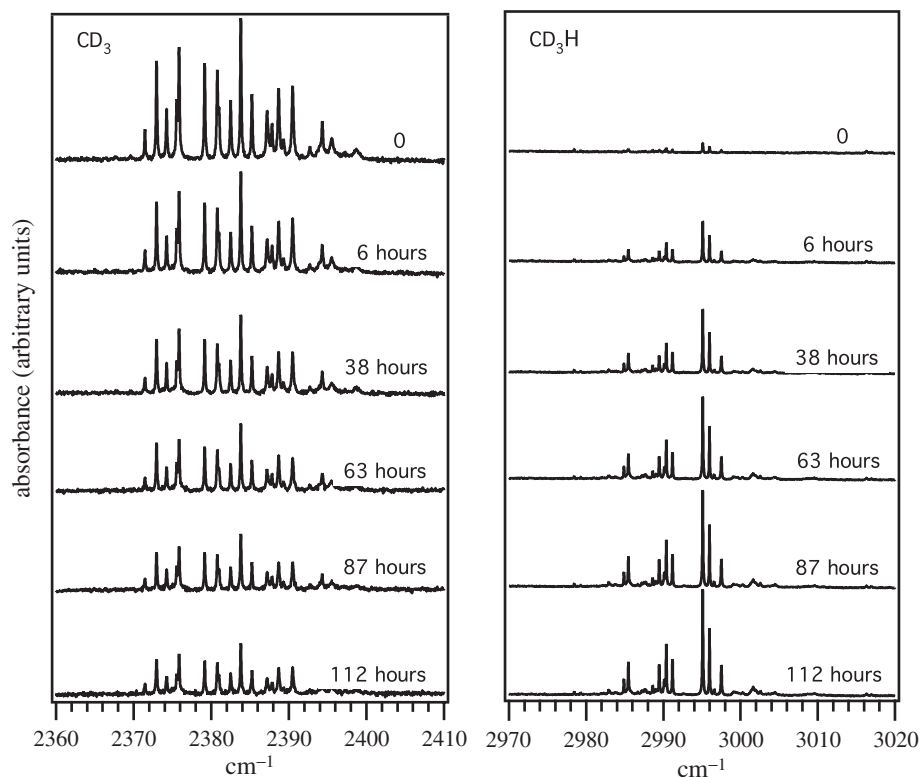 absorbance (arbitrary units)
CD₃
0
6 hours
38 hours
63 hours
87 hours
112 hours
2360 2370 2380 2390 2400 2410
cm⁻¹
CD₃H
0
6 hours
38 hours
63 hours
87 hours
112 hours
2970 2980 2990 3000 3010 3020
cm⁻¹